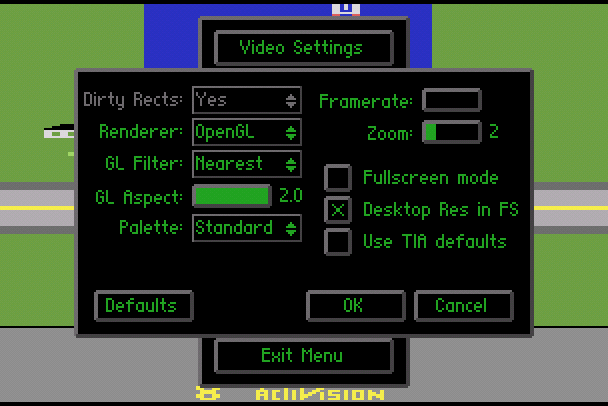 Video Settings
Dirty Rects: Yes
Framerate:
Renderer: OpenGL
Zoom: 2
GL Filter: Nearest
Fullscreen mode
GL Aspect: 2.0
Desktop Res in FS
Palette: Standard
Use TIA defaults
Defaults OK Cancel
Exit Menu
ACTIVISION